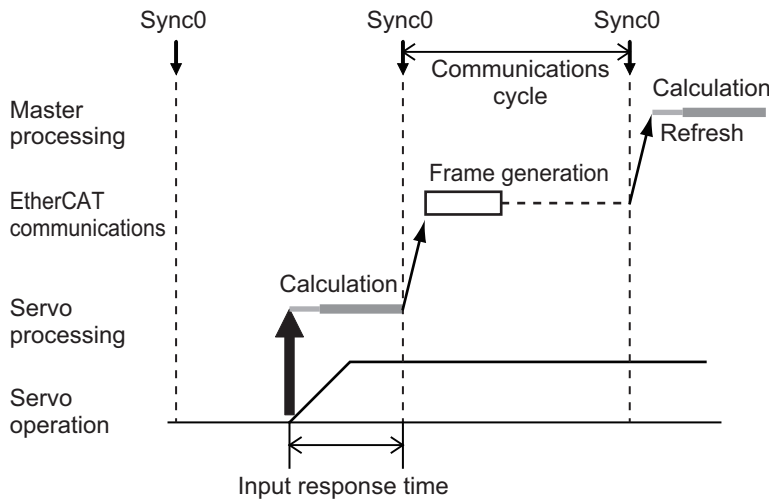 Sync0
Sync0
Sync0
Communications
cycle
Calculation
Master
processing
Refresh
Frame generation
EtherCAT
communications
Calculation
Servo
processing
Servo
operation
Input response time